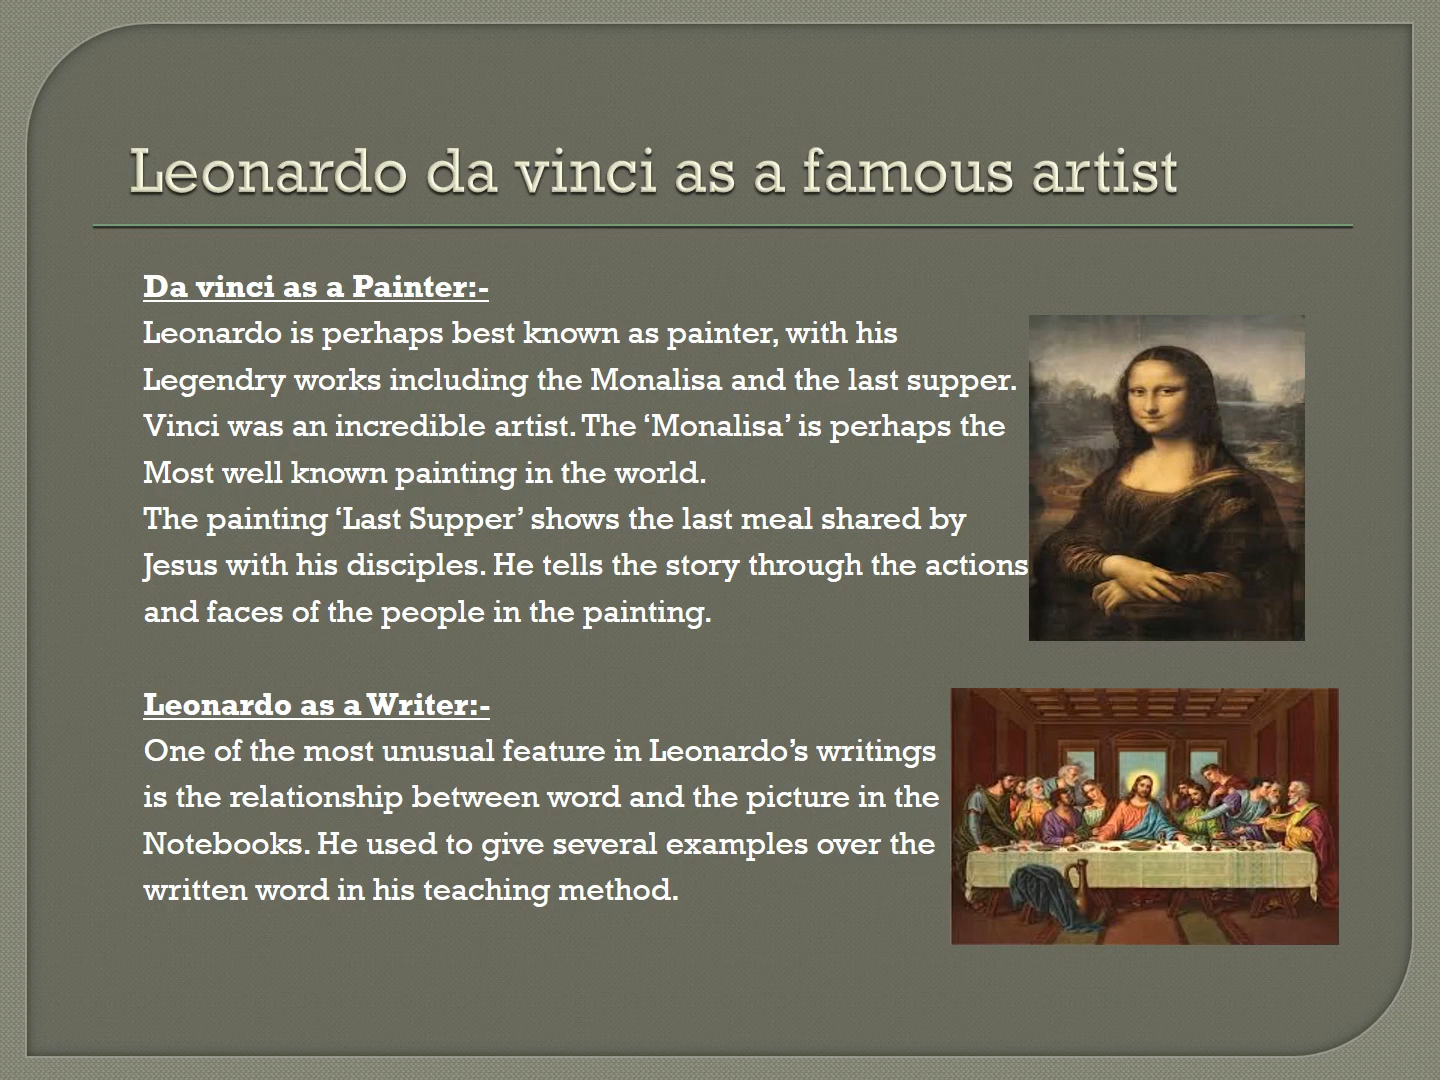 Leonardo da vinci as a famous artist
Da vinci as a Painter:-
Leonardo is perhaps best known as painter, with his
Legendry works including the Monalisa and the last supper.
Vinci was an incredible artist. The ‘Monalisa’ is perhaps the
Most well known painting in the world.
The painting ‘Last Supper’ shows the last meal shared by
Jesus with his disciples. He tells the story through the actions
and faces of the people in the painting.
Leonardo as a Writer:-
One of the most unusual feature in Leonardo’s writings
is the relationship between word and the picture in the
Notebooks. He used to give several examples over the
written word in his teaching method.